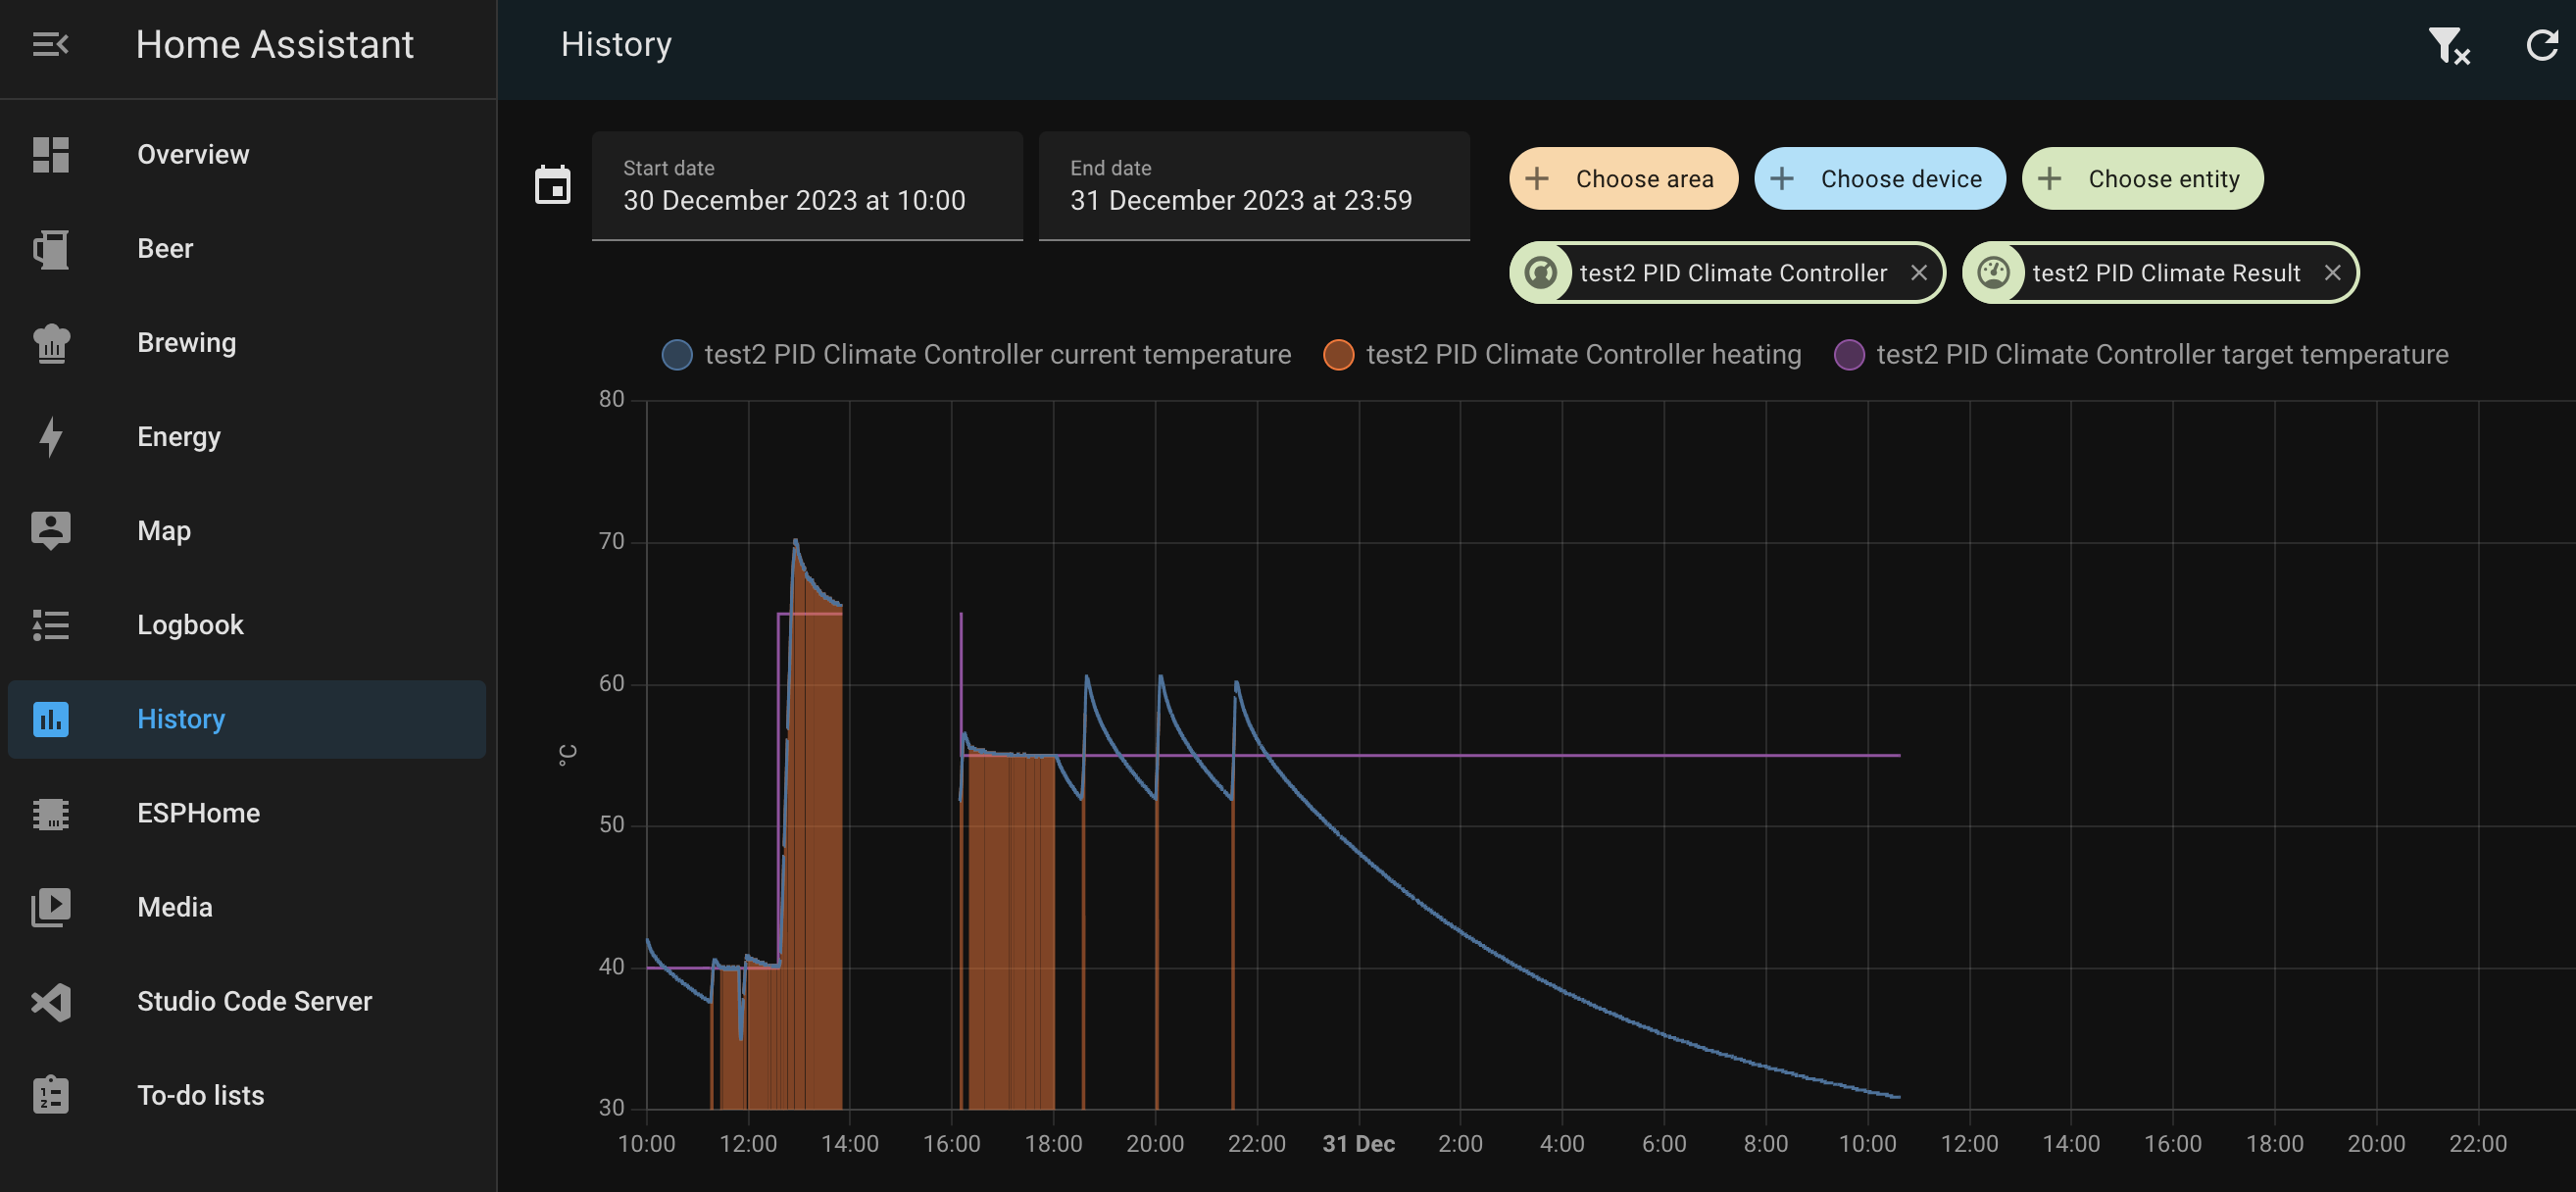 Home Assistant
History
Overview
Beer
Brewing
Energy
Map
Logbook
History
ESPHome
Media
Studio Code Server
To-do lists
Start date
30 December 2023 at 10:00
End date
31 December 2023 at 23:59
Choose area
Choose device
Choose entity
test2 PID Climate Controller
test2 PID Climate Result
test2 PID Climate Controller current temperature
test2 PID Climate Controller heating
test2 PID Climate Controller target temperature
80
70
60
50
40
30
°C
10:00 12:00 14:00 16:00 18:00 20:00 22:00 31 Dec 2:00 4:00 6:00 8:00 10:00 12:00 14:00 16:00 18:00 20:00 22:00